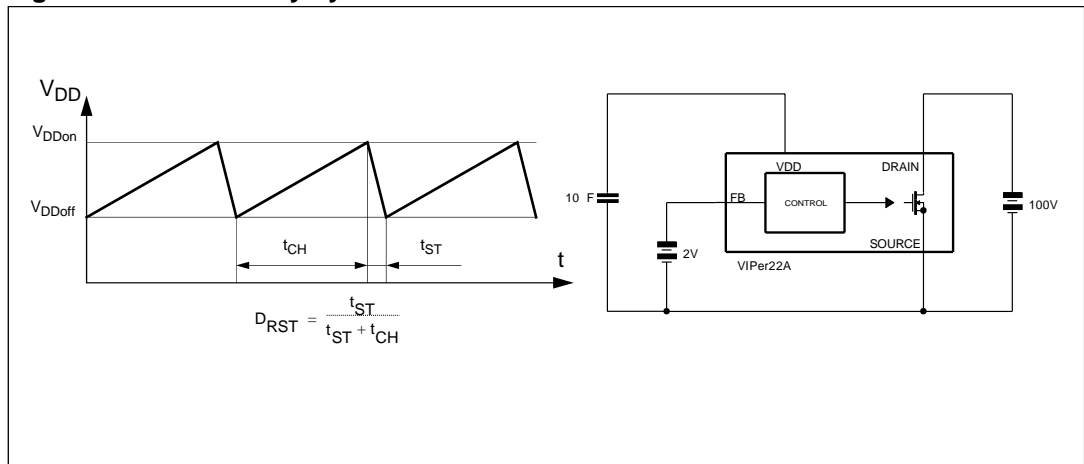 V_DD
V_DDon
V_DDoff
t_CH
t_ST
t
D_RST = t_ST / t_ST + t_CH
10 F
FB
2V
VDD
CONTROL
DRAIN
SOURCE
VIPer22A
100V